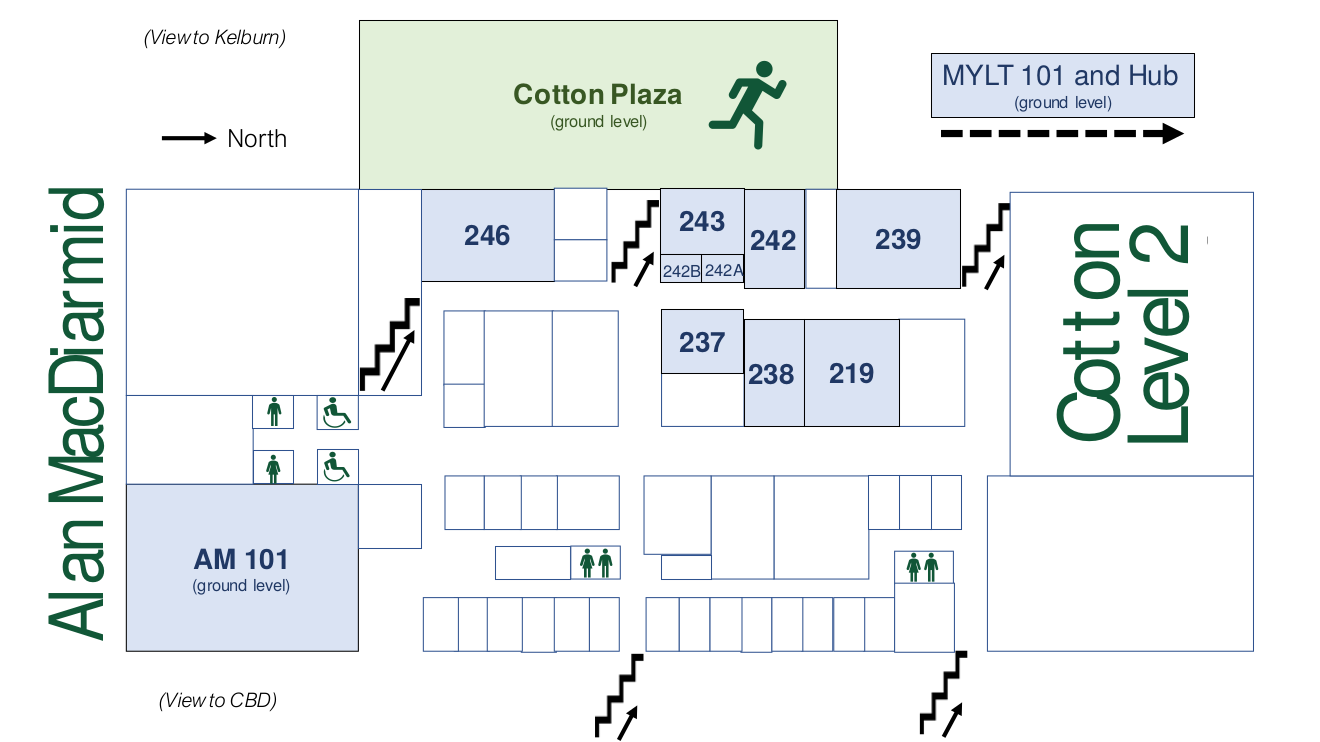 (View to Kelburn)
Cotton Plaza
(ground level)
MYLT 101 and Hub
(ground level)
North
Alan MacDiarmid
246
243
242
239
242B
242A
237
238
219
Cotton
Level 2
AM 101
(ground level)
(View to CBD)